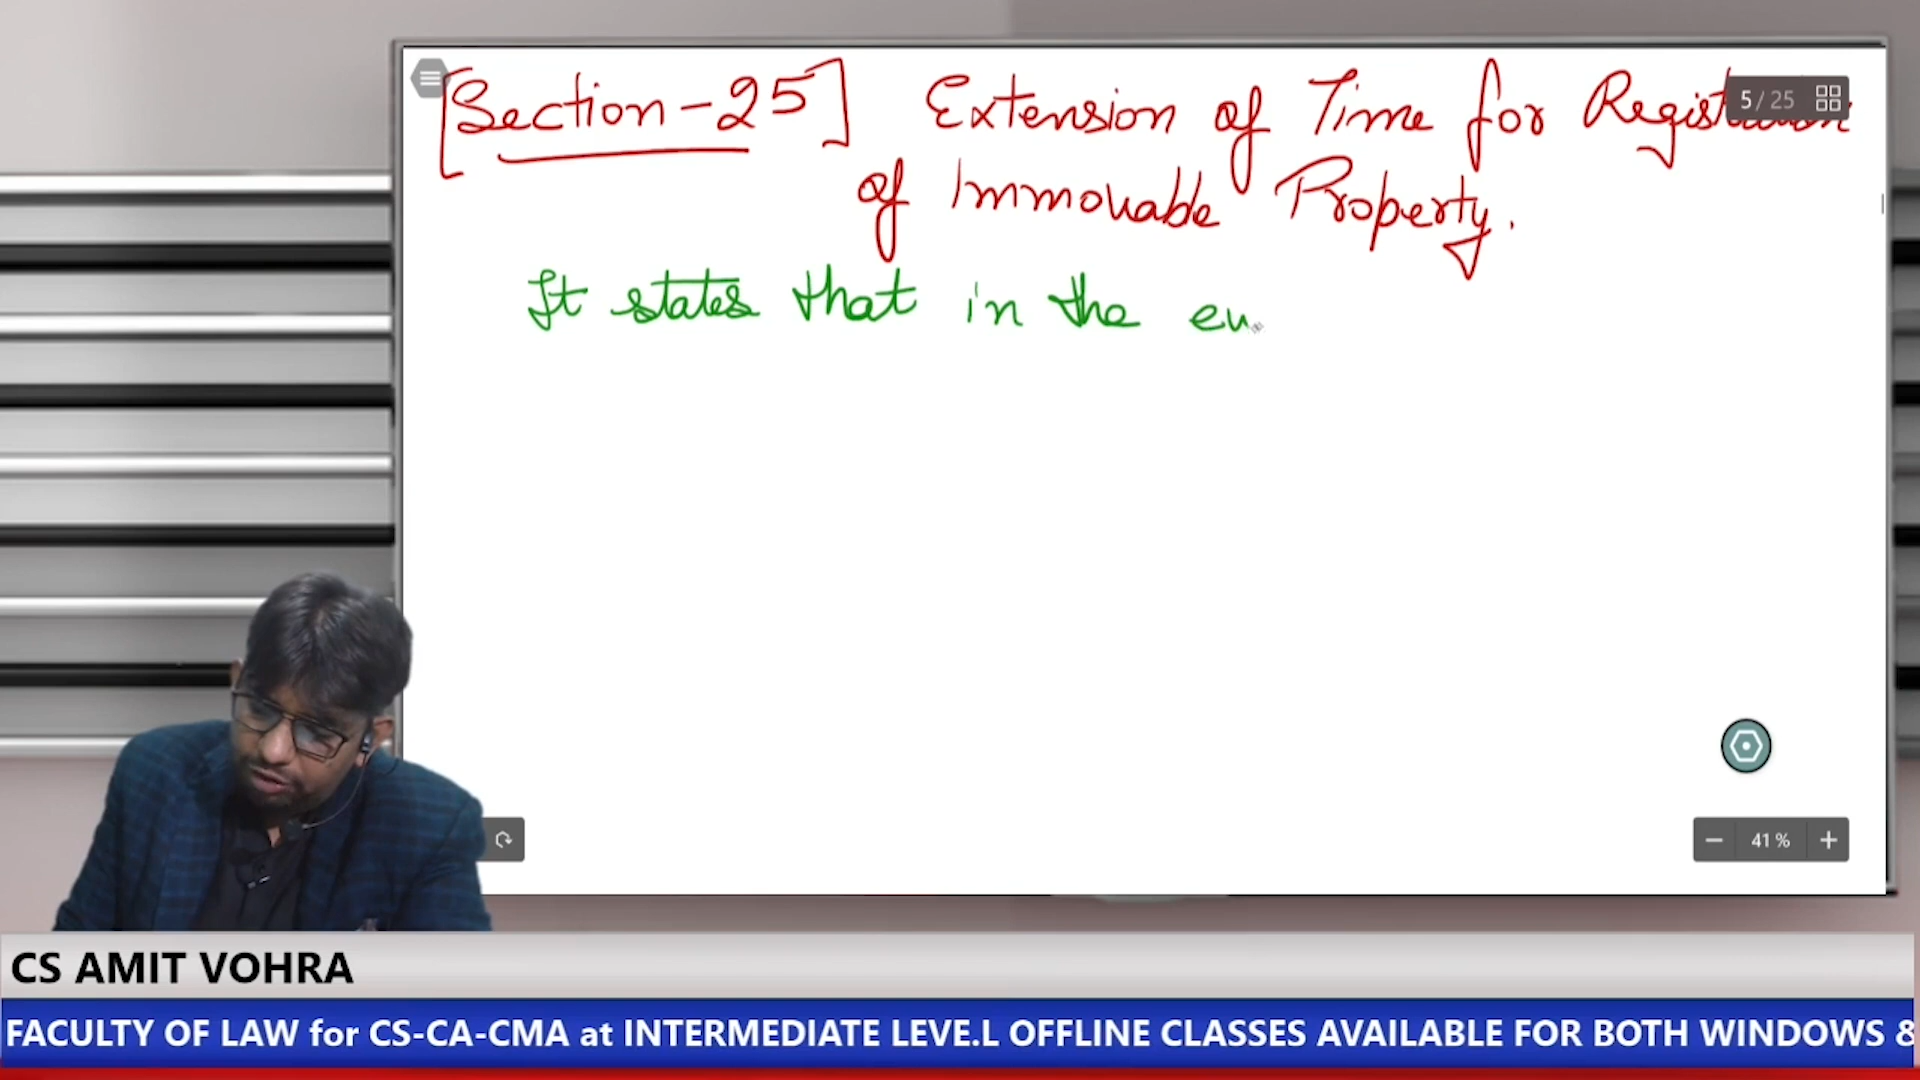 [Section-25] Extension of Time for Registration
5 / 25
of Immovable Property.
It states that in the ev
41 %
CS AMIT VOHRA
FACULTY OF LAW for CS-CA-CMA at INTERMEDIATE LEVE.L OFFLINE CLASSES AVAILABLE FOR BOTH WINDOWS &